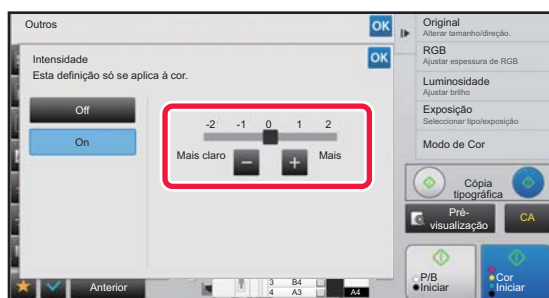 Outros
OK
Intensidade
OK
Esta definição só se aplica à cor.
Off
On
-2 -1 0 1 2
Mais claro
Mais
Anterior
3 B4
4 A3
A4
Original
Alterar tamanho/direção.
RGB
Ajustar espessura de RGB
Luminosidade
Ajustar brilho
Exposição
Seleccionar tipo/exposição
Modo de Cor
Cópia
tipográfica
Pré-
visualização
CA
P/B
Iniciar
Cor
Iniciar